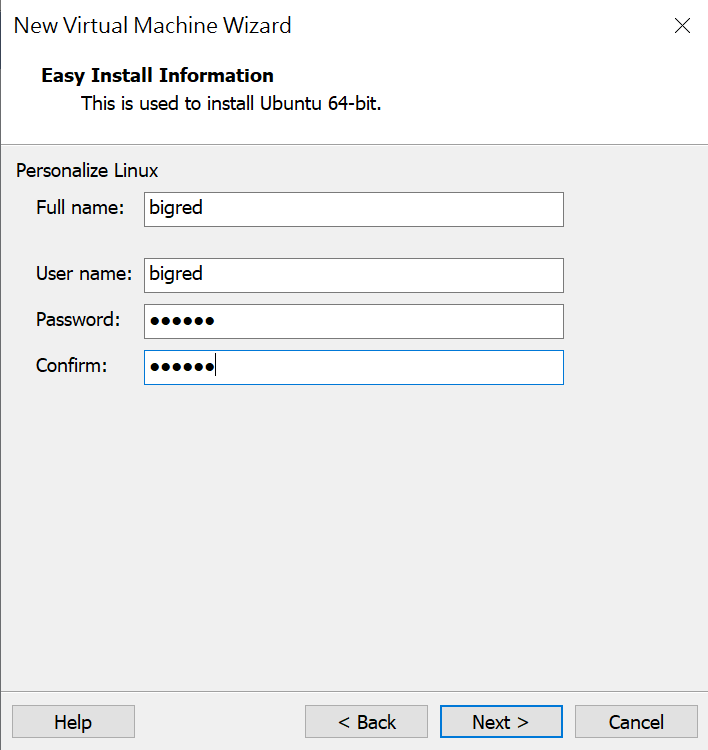 New Virtual Machine Wizard
Easy Install Information
This is used to install Ubuntu 64-bit.
Personalize Linux
Full name: bigred
User name: bigred
Password: ●●●●●●
Confirm: ●●●●●●
Help < Back Next > Cancel